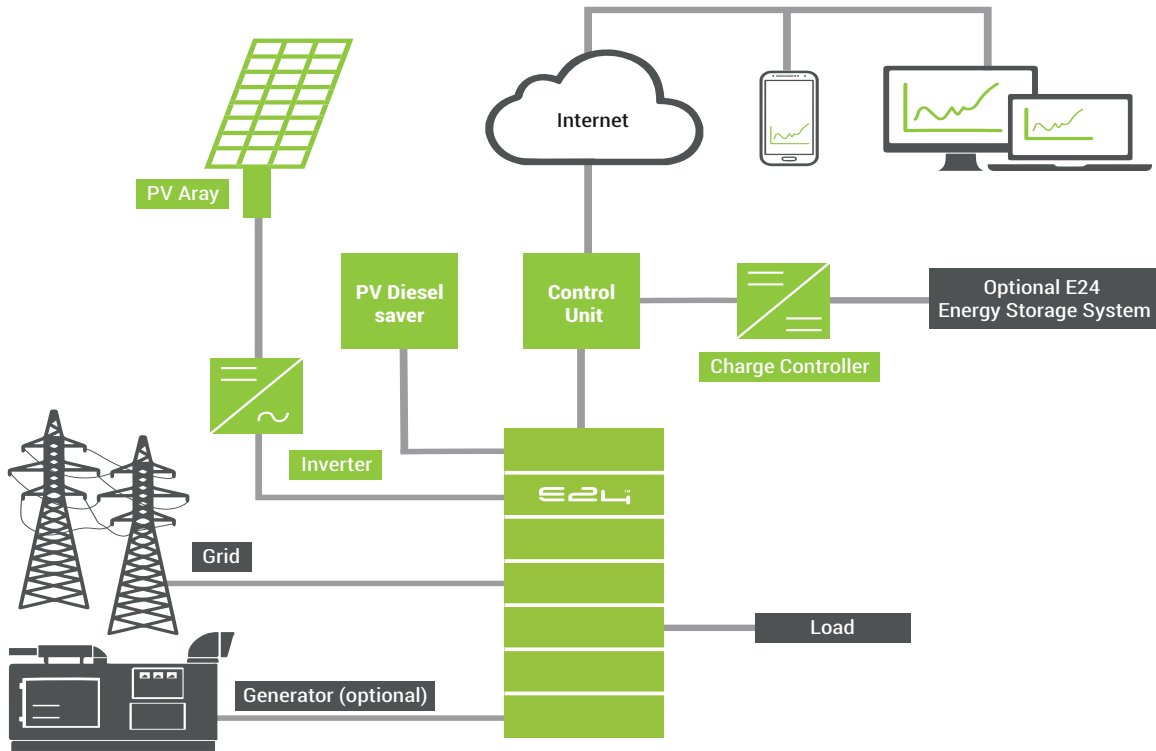 Internet
PV Aray
PV Diesel
saver
Control
Unit
Optional E24
Energy Storage System
Charge Controller
Inverter
E24™
Grid
Load
Generator (optional)